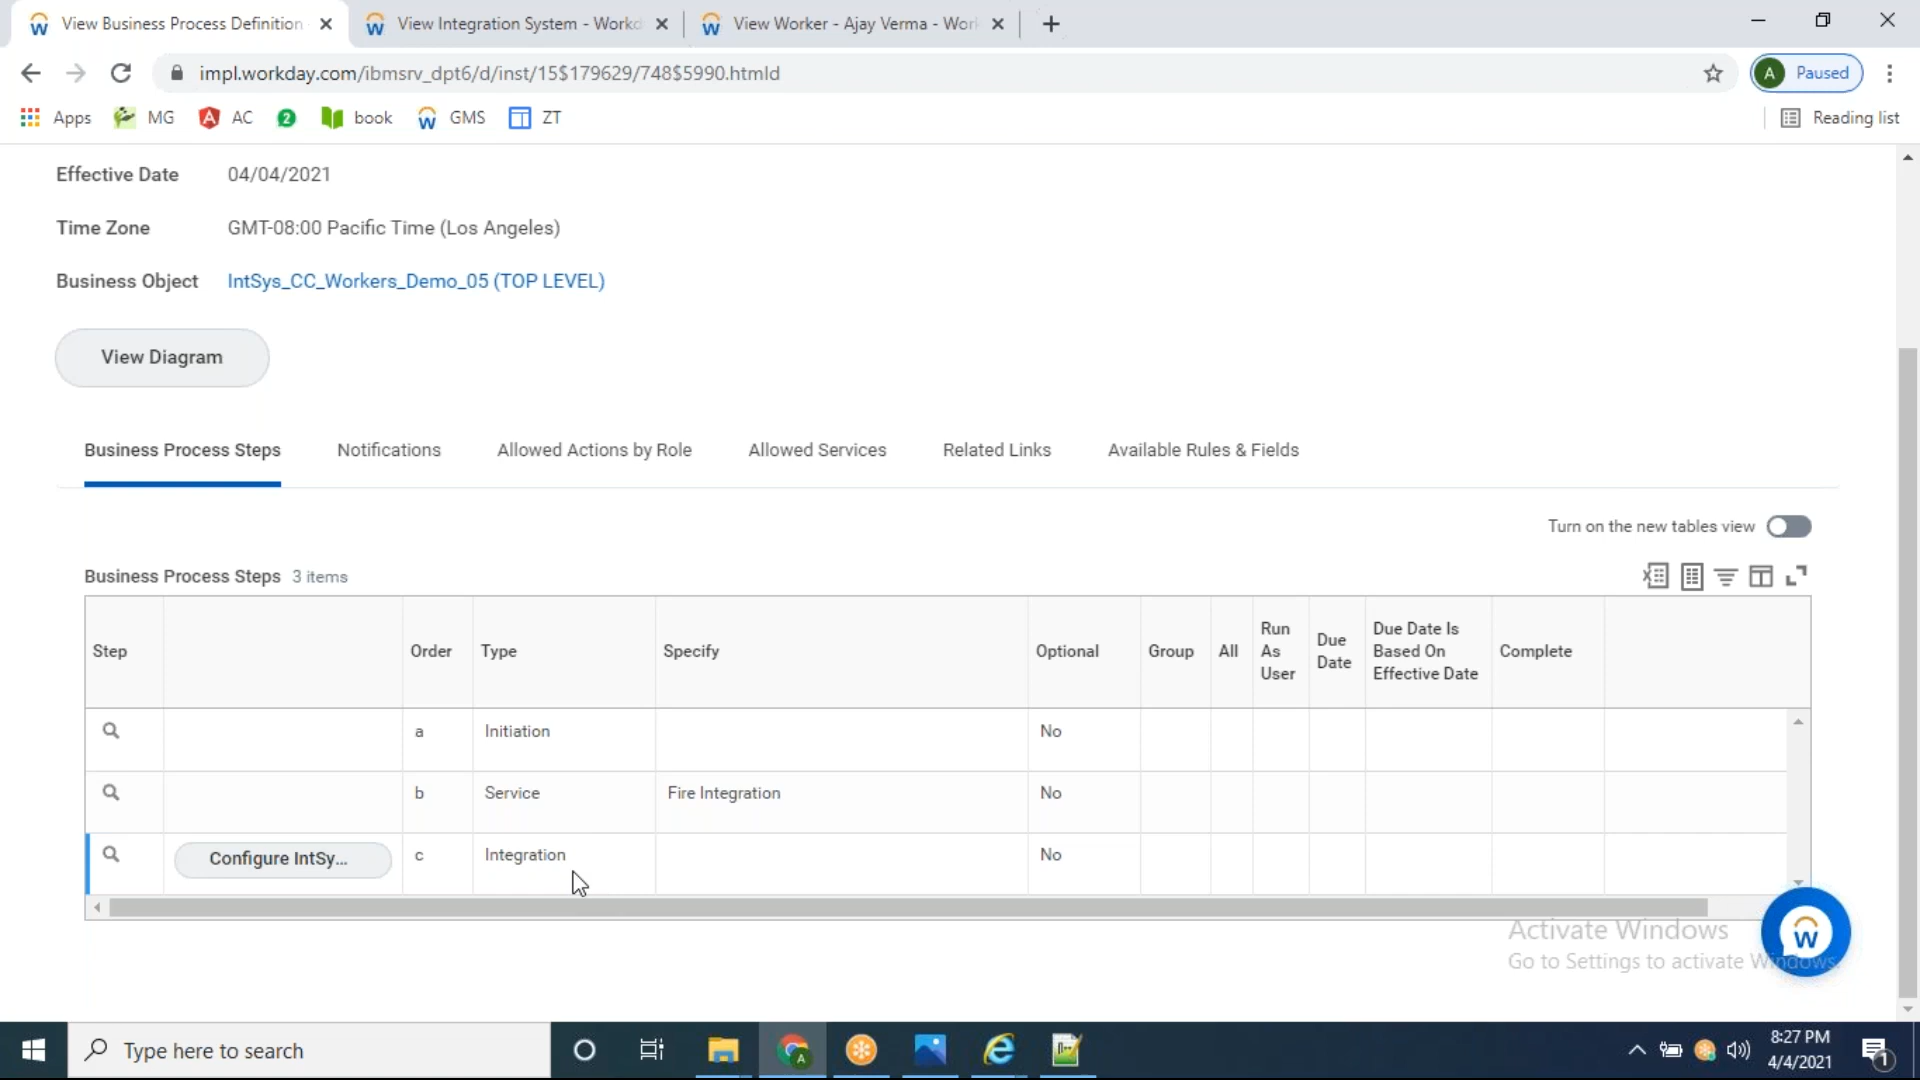 View Business Process Definition
View Integration System - Workd
View Worker - Ajay Verma - Work
impl.workday.com/ibmsrv_dpt6/d/inst/15$179629/748$5990.htmld
A Paused
Apps MG AC 2 book GMS ZT Reading list
Effective Date 04/04/2021
Time Zone GMT-08:00 Pacific Time (Los Angeles)
Business Object IntSys_CC_Workers_Demo_05 (TOP LEVEL)
View Diagram
Business Process Steps Notifications Allowed Actions by Role Allowed Services Related Links Available Rules & Fields
Turn on the new tables view
Business Process Steps 3 items
Step Order Type Specify Optional Group All Run As User Due Date Due Date Is Based On Effective Date Complete
a Initiation No
b Service Fire Integration No
Configure IntSy... c Integration No
Activate Windows
Go to Settings to activate Windows.
Type here to search
8:27 PM
4/4/2021
1